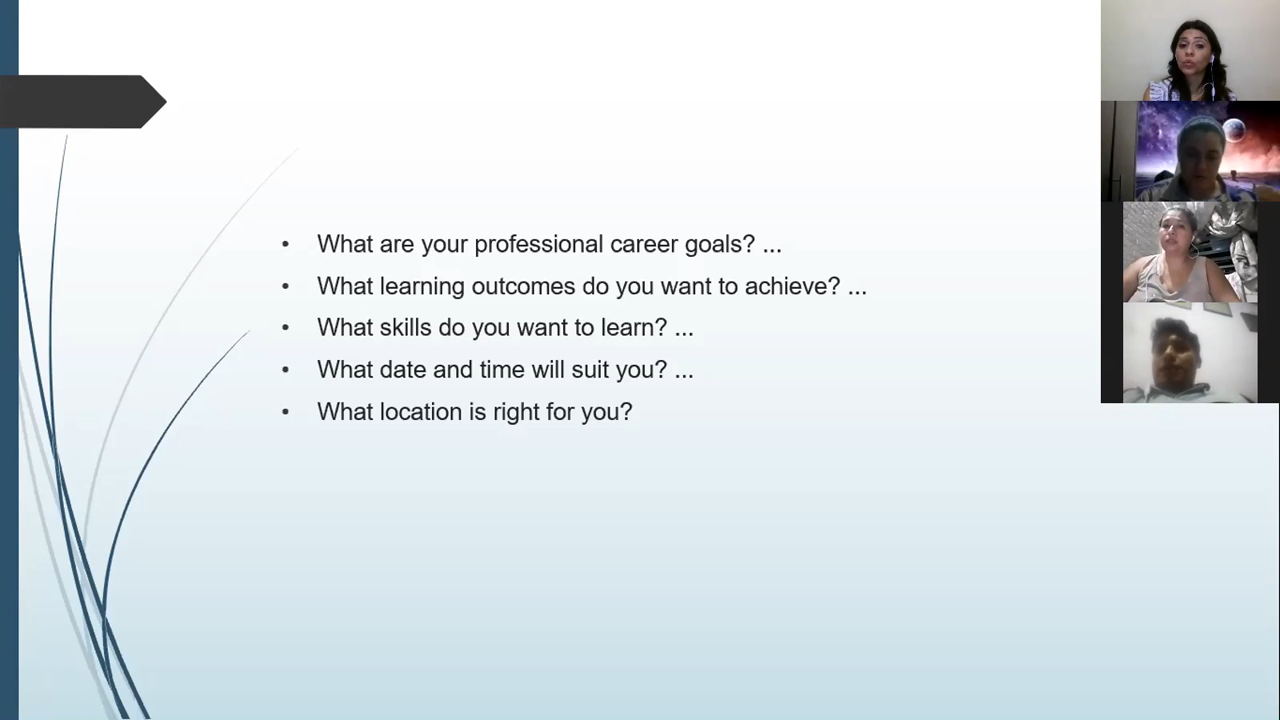 • What are your professional career goals? ...
• What learning outcomes do you want to achieve? ...
• What skills do you want to learn? ...
• What date and time will suit you? ...
• What location is right for you?